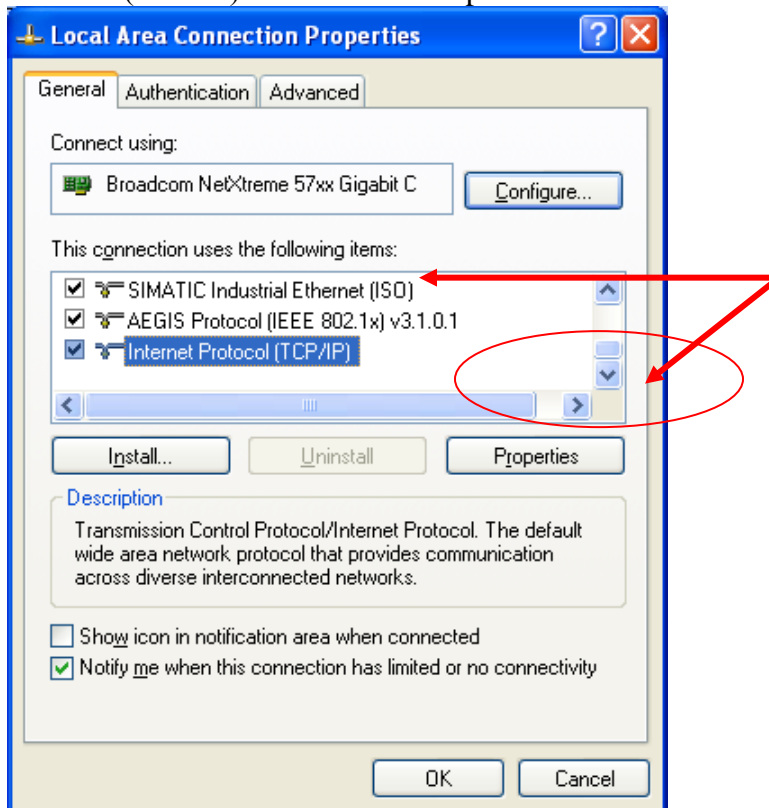 Local Area Connection Properties
General Authentication Advanced
Connect using:
Broadcom NetXtreme 57xx Gigabit C
Configure...
This connection uses the following items:
SIMATIC Industrial Ethernet (ISO)
AEGIS Protocol (IEEE 802.1x) v3.1.0.1
Internet Protocol (TCP/IP)
Install... Uninstall Properties
Description
Transmission Control Protocol/Internet Protocol. The default
wide area network protocol that provides communication
across diverse interconnected networks.
Show icon in notification area when connected
Notify me when this connection has limited or no connectivity
OK Cancel